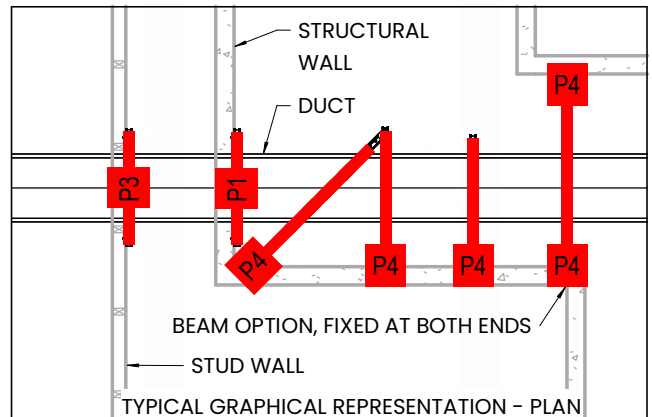 STRUCTURAL
WALL
DUCT
P4
P3
P1
P4
P4
P4
P4
BEAM OPTION, FIXED AT BOTH ENDS
STUD WALL
TYPICAL GRAPHICAL REPRESENTATION - PLAN